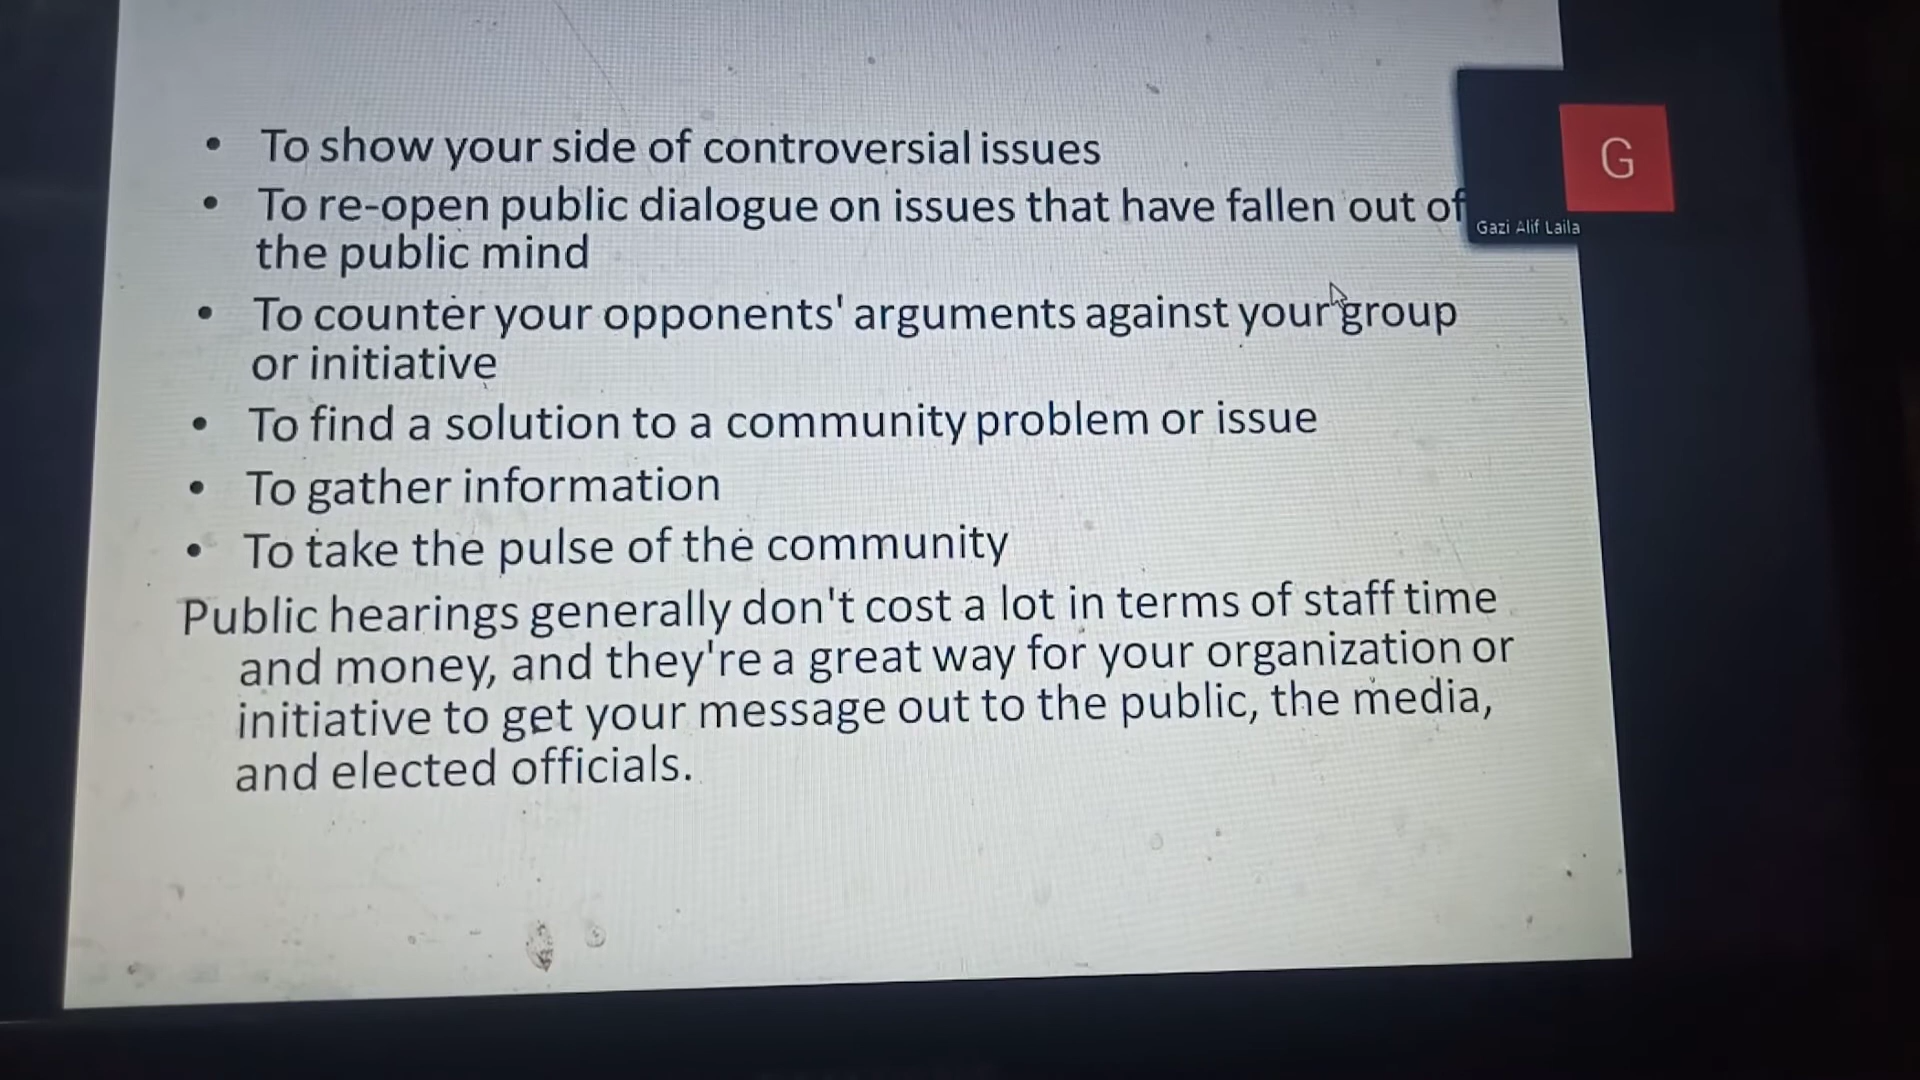 • To show your side of controversial issues
• To re-open public dialogue on issues that have fallen out of
the public mind
• To counter your opponents' arguments against your group
or initiative
• To find a solution to a community problem or issue
• To gather information
• To take the pulse of the community
Public hearings generally don't cost a lot in terms of staff time
and money, and they're a great way for your organization or
initiative to get your message out to the public, the media,
and elected officials.
G
Gazi Alif Laila